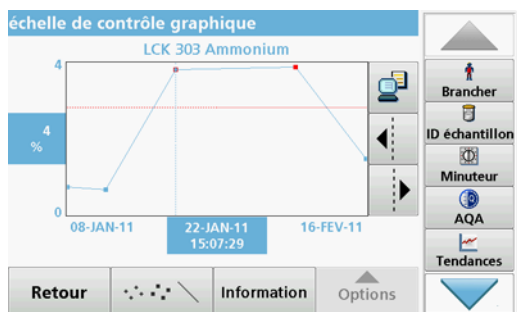 échelle de contrôle graphique
LCK 303 Ammonium
4
4
%
0
08-JAN-11
22-JAN-11
15:07:29
16-FEV-11
Retour
Information
Options
Brancher
ID échantillon
Minuteur
AQA
Tendances